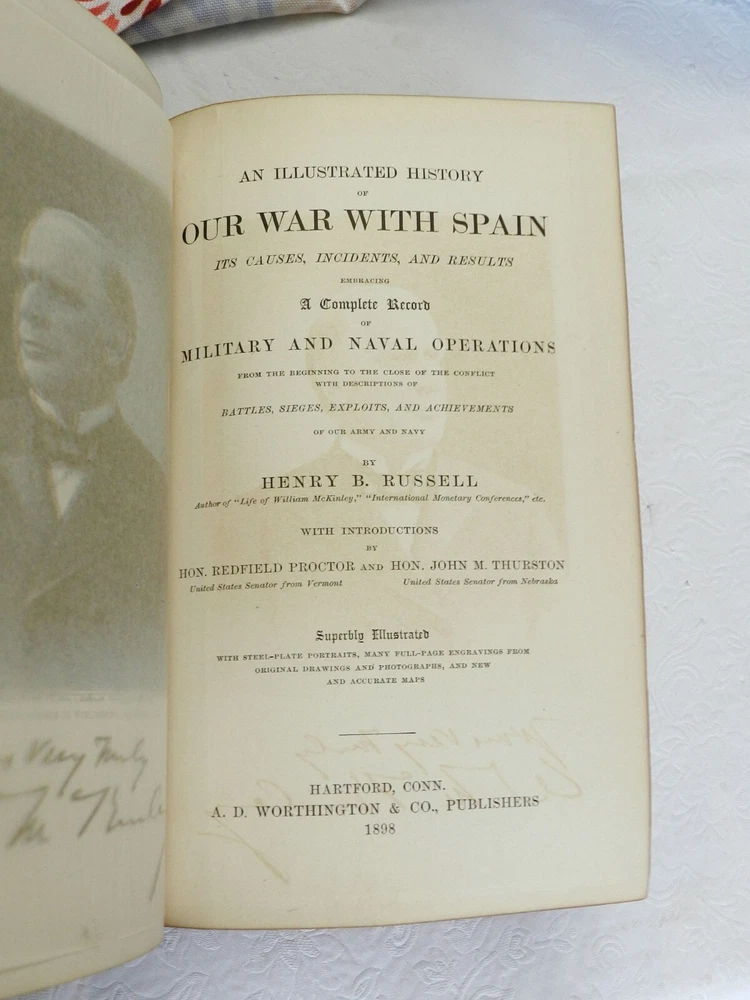 Very Truly
AN ILLUSTRATED HISTORY
OF
OUR WAR WITH SPAIN
ITS CAUSES, INCIDENTS, AND RESULTS
EMBRACING
A Complete Record
OF
MILITARY AND NAVAL OPERATIONS
FROM THE BEGINNING TO THE CLOSE OF THE CONFLICT
WITH DESCRIPTIONS OF
BATTLES, SIEGES, EXPLOITS, AND ACHIEVEMENTS
OF OUR ARMY AND NAVY
BY
HENRY B. RUSSELL
Author of "Life of William McKinley," "International Monetary Conferences," etc.
WITH INTRODUCTIONS
BY
HON. REDFIELD PROCTOR AND HON. JOHN M. THURSTON
United States Senator from Vermont United States Senator from Nebraska
Superbly Illustrated
WITH STEEL-PLATE PORTRAITS, MANY FULL-PAGE ENGRAVINGS FROM
ORIGINAL DRAWINGS AND PHOTOGRAPHS, AND NEW
AND ACCURATE MAPS
HARTFORD, CONN.
A. D. WORTHINGTON & CO., PUBLISHERS
1898